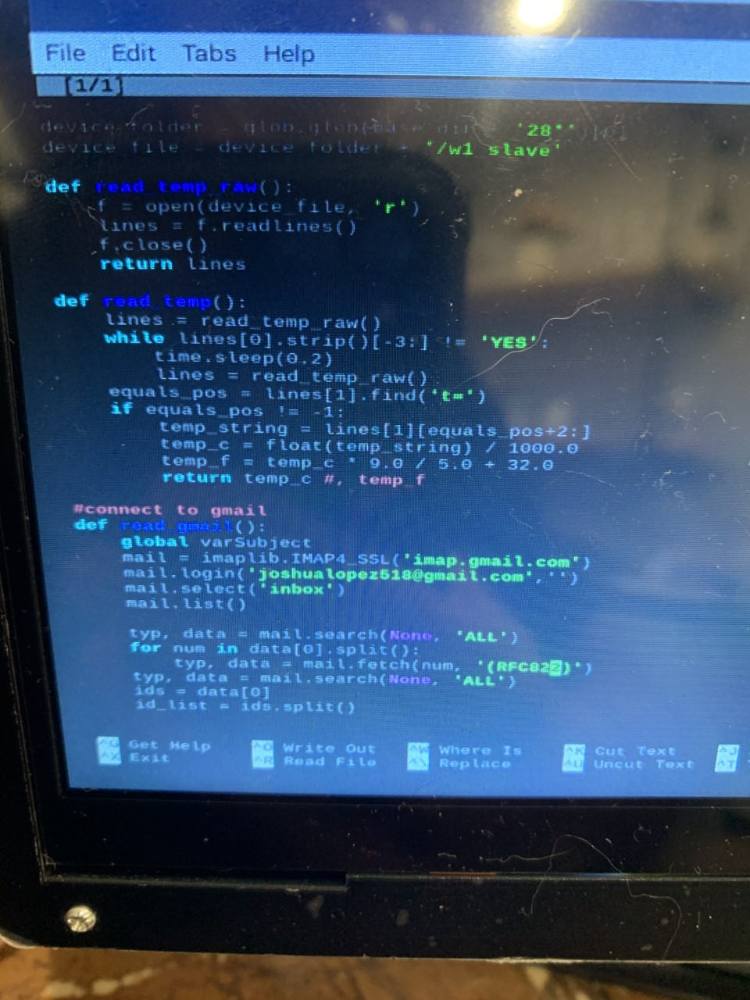 File Edit Tabs Help
[1/1]
device_folder = glob.glob(base_dir + '28*')[0]
device_file = device_folder + '/w1_slave'
def read_temp_raw():
f = open(device_file, 'r')
lines = f.readlines()
f.close()
return lines
def read_temp():
lines = read_temp_raw()
while lines[0].strip()[-3:] != 'YES':
time.sleep(0.2)
lines = read_temp_raw()
equals_pos = lines[1].find('t=')
if equals_pos != -1:
temp_string = lines[1][equals_pos+2:]
temp_c = float(temp_string) / 1000.0
temp_f = temp_c * 9.0 / 5.0 + 32.0
return temp_c #, temp_f
#connect to gmail
def read_gmail():
global varSubject
mail = imaplib.IMAP4_SSL('imap.gmail.com')
mail.login('joshualopez518@gmail.com','')
mail.select('inbox')
mail.list()
typ, data = mail.search(None, 'ALL')
for num in data[0].split():
typ, data = mail.fetch(num, '(RFC822)')
typ, data = mail.search(None, 'ALL')
ids = data[0]
id_list = ids.split()
^G Get Help ^O Write Out ^W Where Is ^K Cut Text ^J
^X Exit ^R Read File ^\ Replace ^U Uncut Text ^T